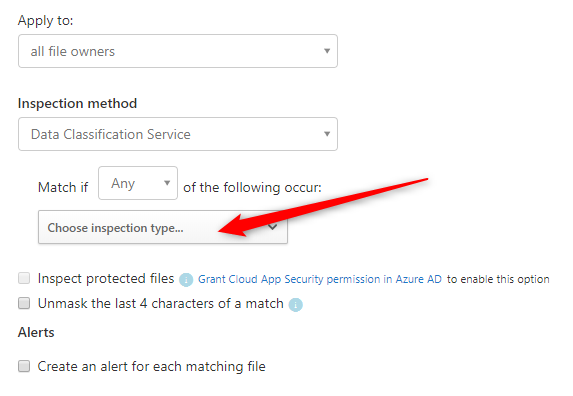 Apply to:
all file owners
Inspection method
Data Classification Service
Match if Any of the following occur:
Choose inspection type...
Inspect protected files i Grant Cloud App Security permission in Azure AD to enable this option
Unmask the last 4 characters of a match i
Alerts
Create an alert for each matching file